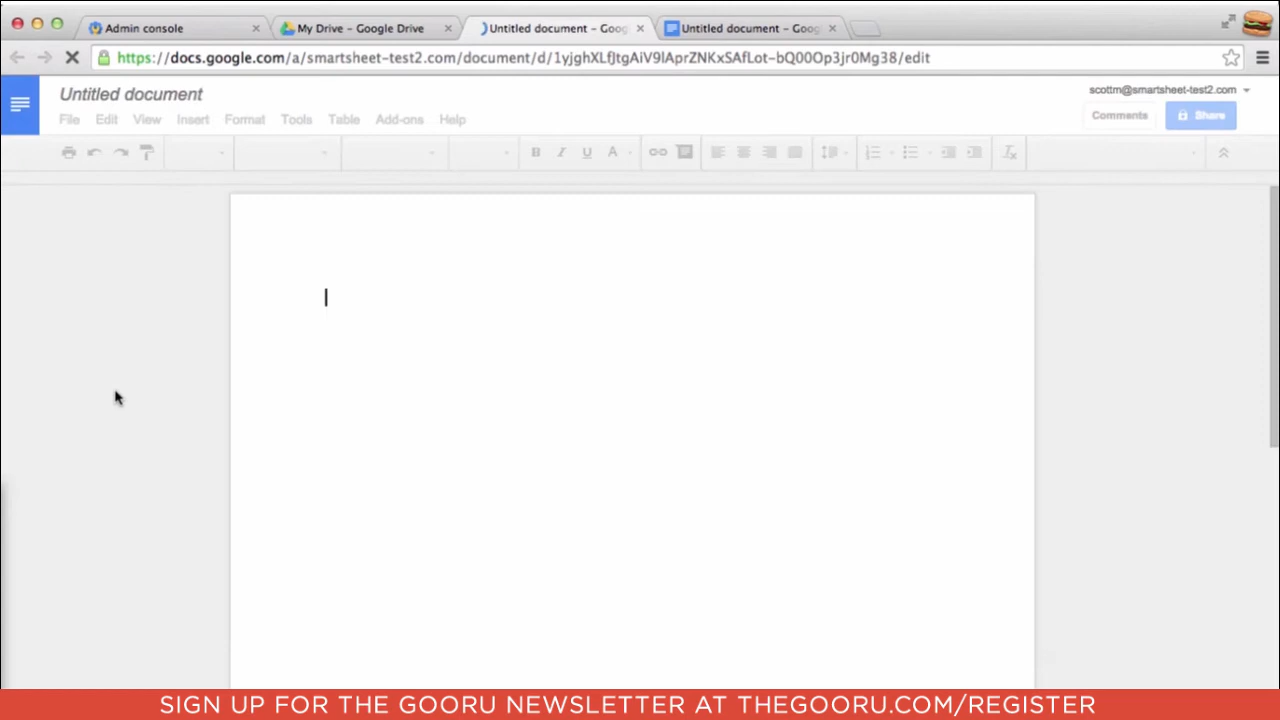 Admin console
My Drive – Google Drive
Untitled document – Goog
Untitled document – Goog
https://docs.google.com/a/smartsheet-test2.com/document/d/1yjghXLfJtgAiV9lAprZNKxSAfLot-bQ00Op3jr0Mg38/edit
Untitled document
scottm@smartsheet-test2.com
File Edit View Insert Format Tools Table Add-ons Help
Comments
Share
B I U A
SIGN UP FOR THE GOORU NEWSLETTER AT THEGOORU.COM/REGISTER